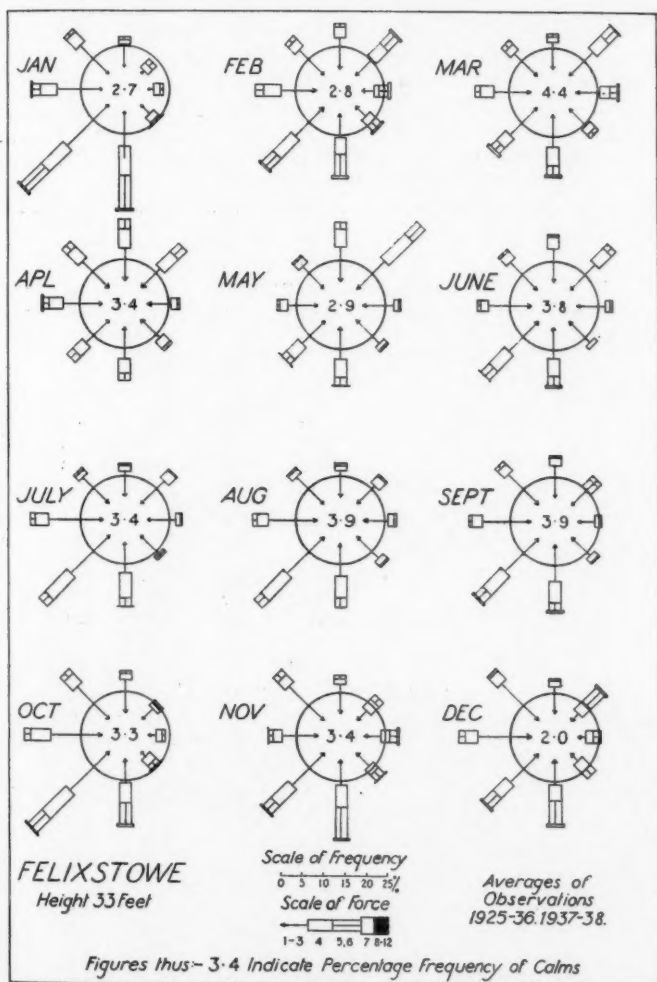 JAN 2·7
FEB 2·8
MAR 4·4
APL 3·4
MAY 2·9
JUNE 3·8
JULY 3·4
AUG 3·9
SEPT 3·9
OCT 3·3
NOV 3·4
DEC 2·0
FELIXSTOWE
Height 33 Feet
Scale of Frequency
0 5 10 15 20 25%
Scale of Force
1-3 4 5,6 7 8-12
Averages of
Observations
1925-36.1937-38.
Figures thus:- 3·4 Indicate Percentage Frequency of Calms